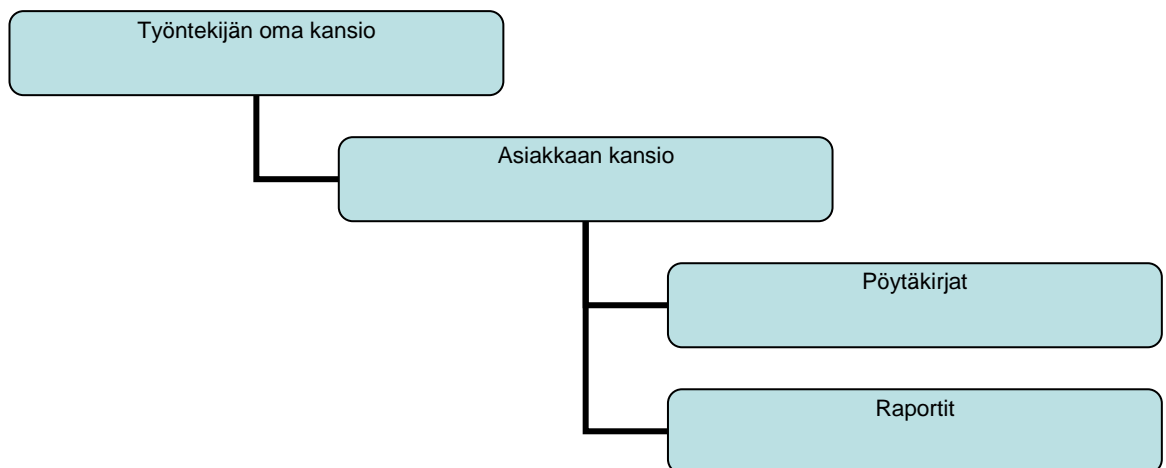 Työntekijän oma kansio
Asiakkaan kansio
Pöytäkirjat
Raportit